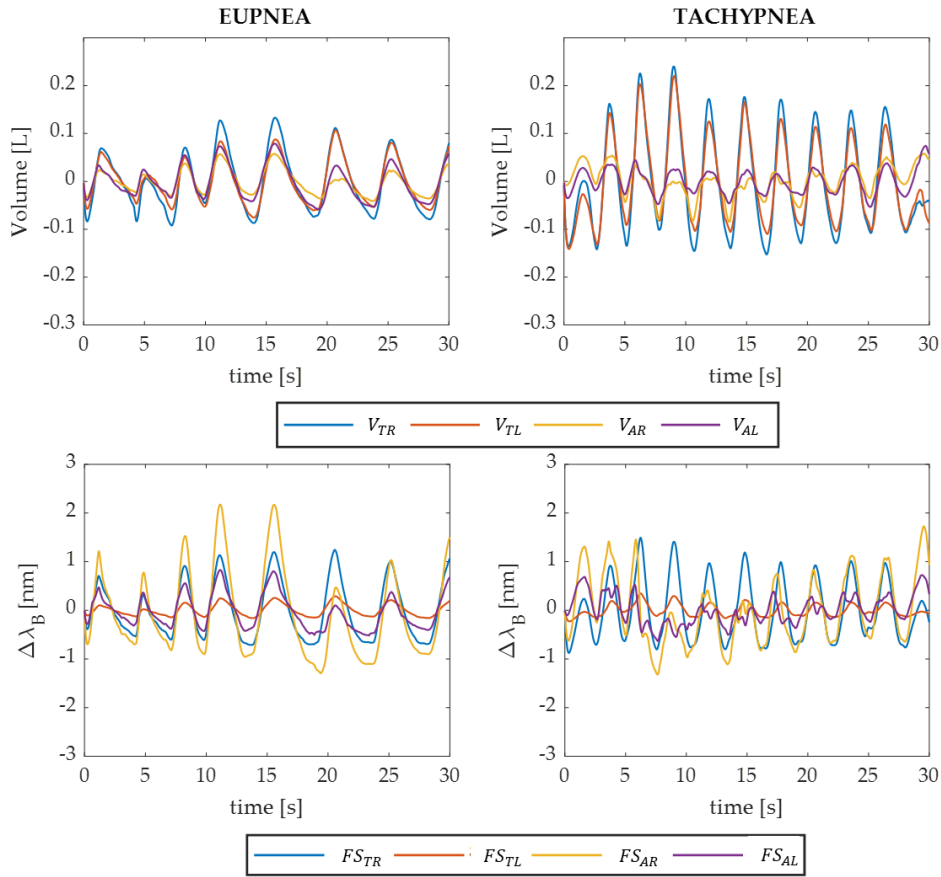 EUPNEA
TACHYPNEA
Volume [L]
0.2
0.1
0
-0.1
-0.2
-0.3
0 5 10 15 20 25 30
time [s]
Volume [L]
0.2
0.1
0
-0.1
-0.2
-0.3
0 5 10 15 20 25 30
time [s]
V_TR V_TL V_AR V_AL
Δλ_B [nm]
3
2
1
0
-1
-2
-3
0 5 10 15 20 25 30
time [s]
Δλ_B [nm]
3
2
1
0
-1
-2
-3
0 5 10 15 20 25 30
time [s]
FS_TR FS_TL FS_AR FS_AL